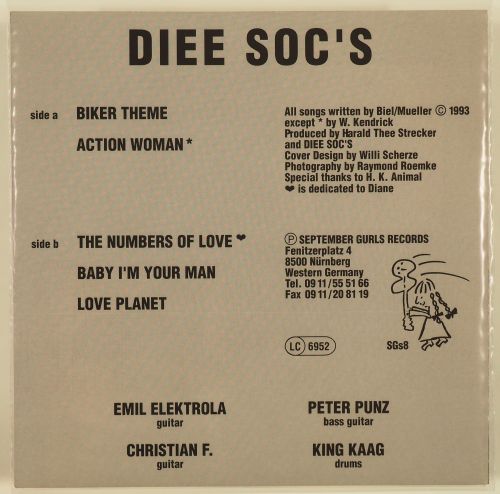 DIEE SOC'S
side a
BIKER THEME
ACTION WOMAN *
All songs written by Biel/Mueller © 1993
except * by W. Kendrick
Produced by Harald Thee Strecker
and DIEE SOC'S
Cover Design by Willi Scherze
Photography by Raymond Roemke
Special thanks to H. K. Animal
❤ is dedicated to Diane
side b
THE NUMBERS OF LOVE ❤
BABY I'M YOUR MAN
LOVE PLANET
℗ SEPTEMBER GURLS RECORDS
Fenitzerplatz 4
8500 Nürnberg
Western Germany
Tel. 09 11/55 51 66
Fax 09 11/20 81 19
LC 6952
SGs8
EMIL ELEKTROLA
guitar
PETER PUNZ
bass guitar
CHRISTIAN F.
guitar
KING KAAG
drums